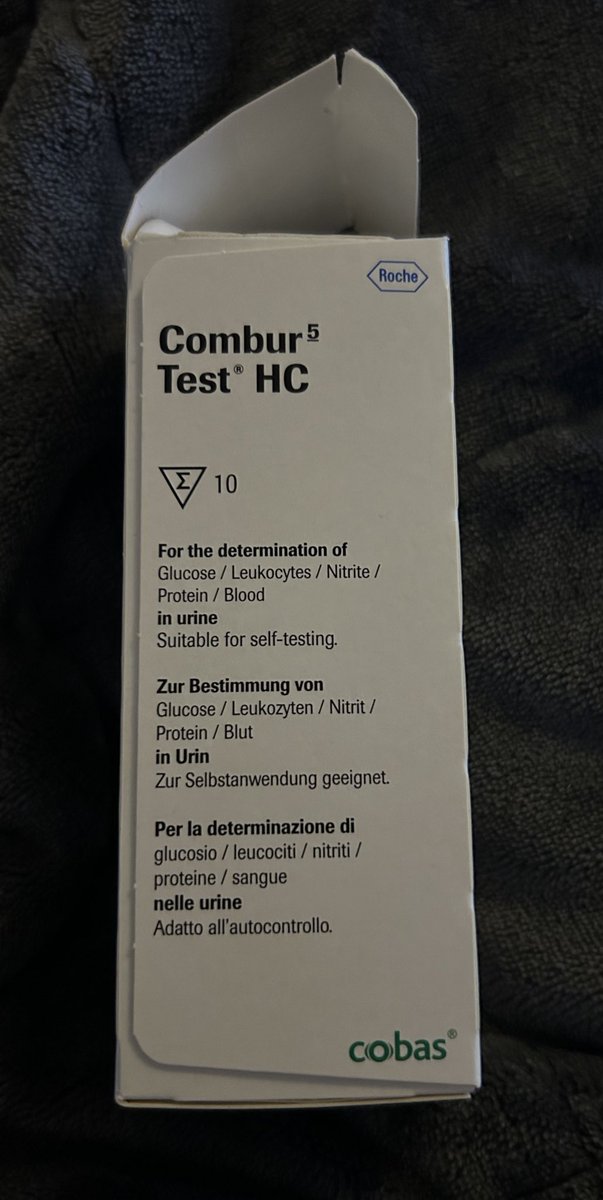 Roche
Combur 5
Test® HC
Σ 10
For the determination of
Glucose / Leukocytes / Nitrite /
Protein / Blood
in urine
Suitable for self-testing.
Zur Bestimmung von
Glucose / Leukozyten / Nitrit /
Protein / Blut
in Urin
Zur Selbstanwendung geeignet.
Per la determinazione di
glucosio / leucociti / nitriti /
proteine / sangue
nelle urine
Adatto all'autocontrollo.
cobas®